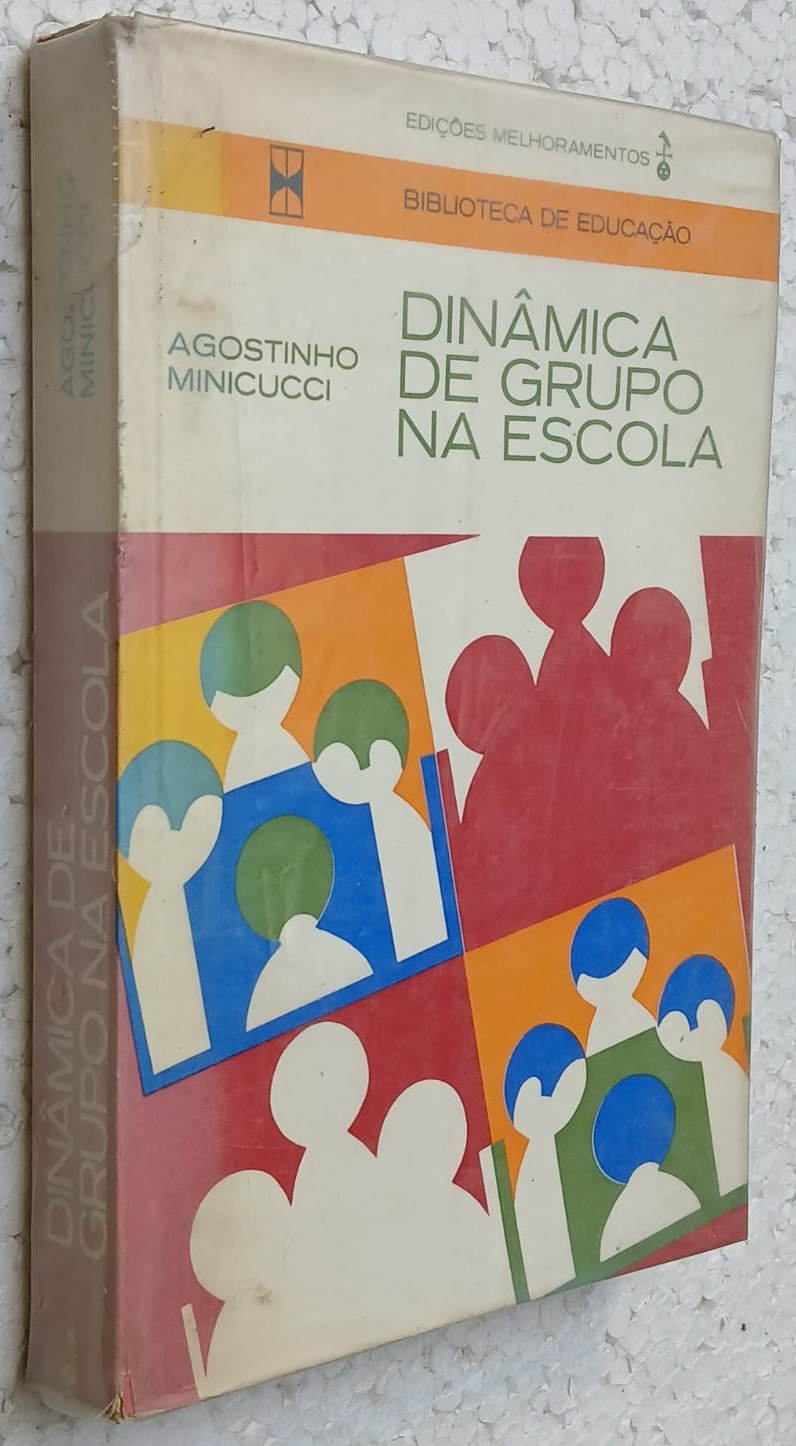 EDIÇÕES MELHORAMENTOS
BIBLIOTECA DE EDUCAÇÃO
AGOSTINHO
MINICUCCI
DINÂMICA
DE GRUPO
NA ESCOLA
AGOSTINHO
MINICUCCI
DINÂMICA DE
GRUPO NA ESCOLA